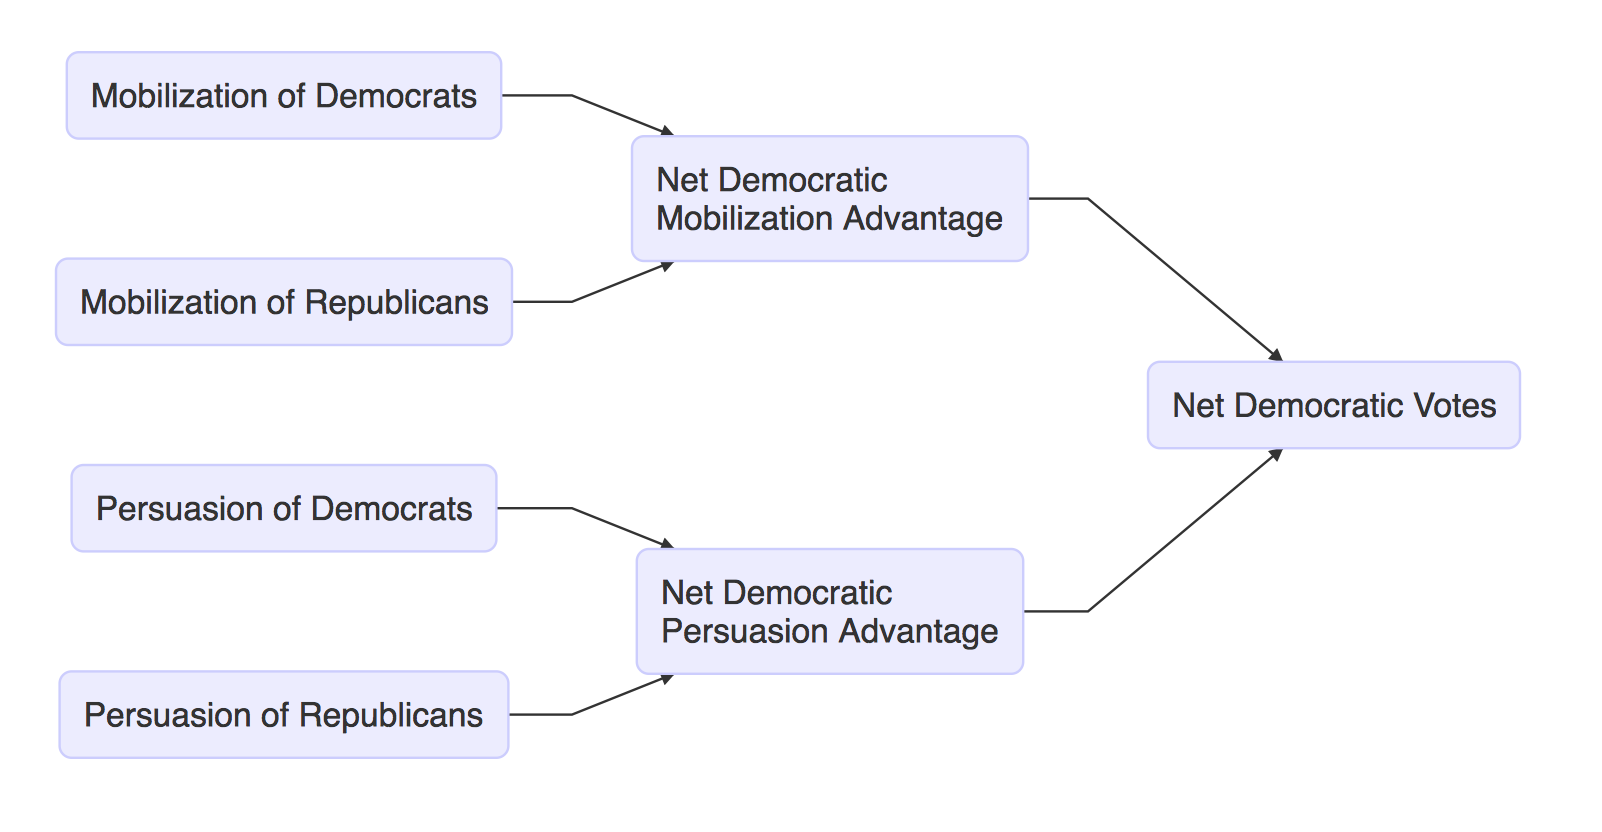 Mobilization of Democrats
Net Democratic
Mobilization Advantage
Mobilization of Republicans
Net Democratic Votes
Persuasion of Democrats
Net Democratic
Persuasion Advantage
Persuasion of Republicans